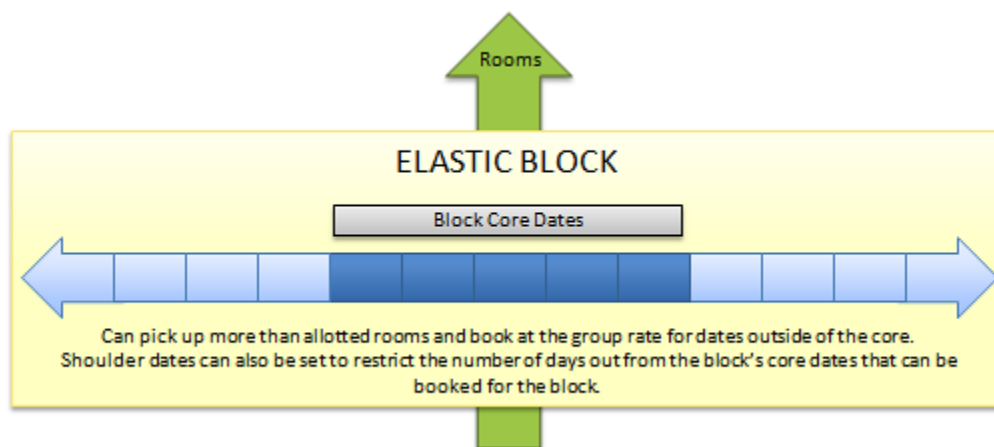 Rooms
ELASTIC BLOCK
Block Core Dates
Can pick up more than allotted rooms and book at the group rate for dates outside of the core.
Shoulder dates can also be set to restrict the number of days out from the block's core dates that can be
booked for the block.